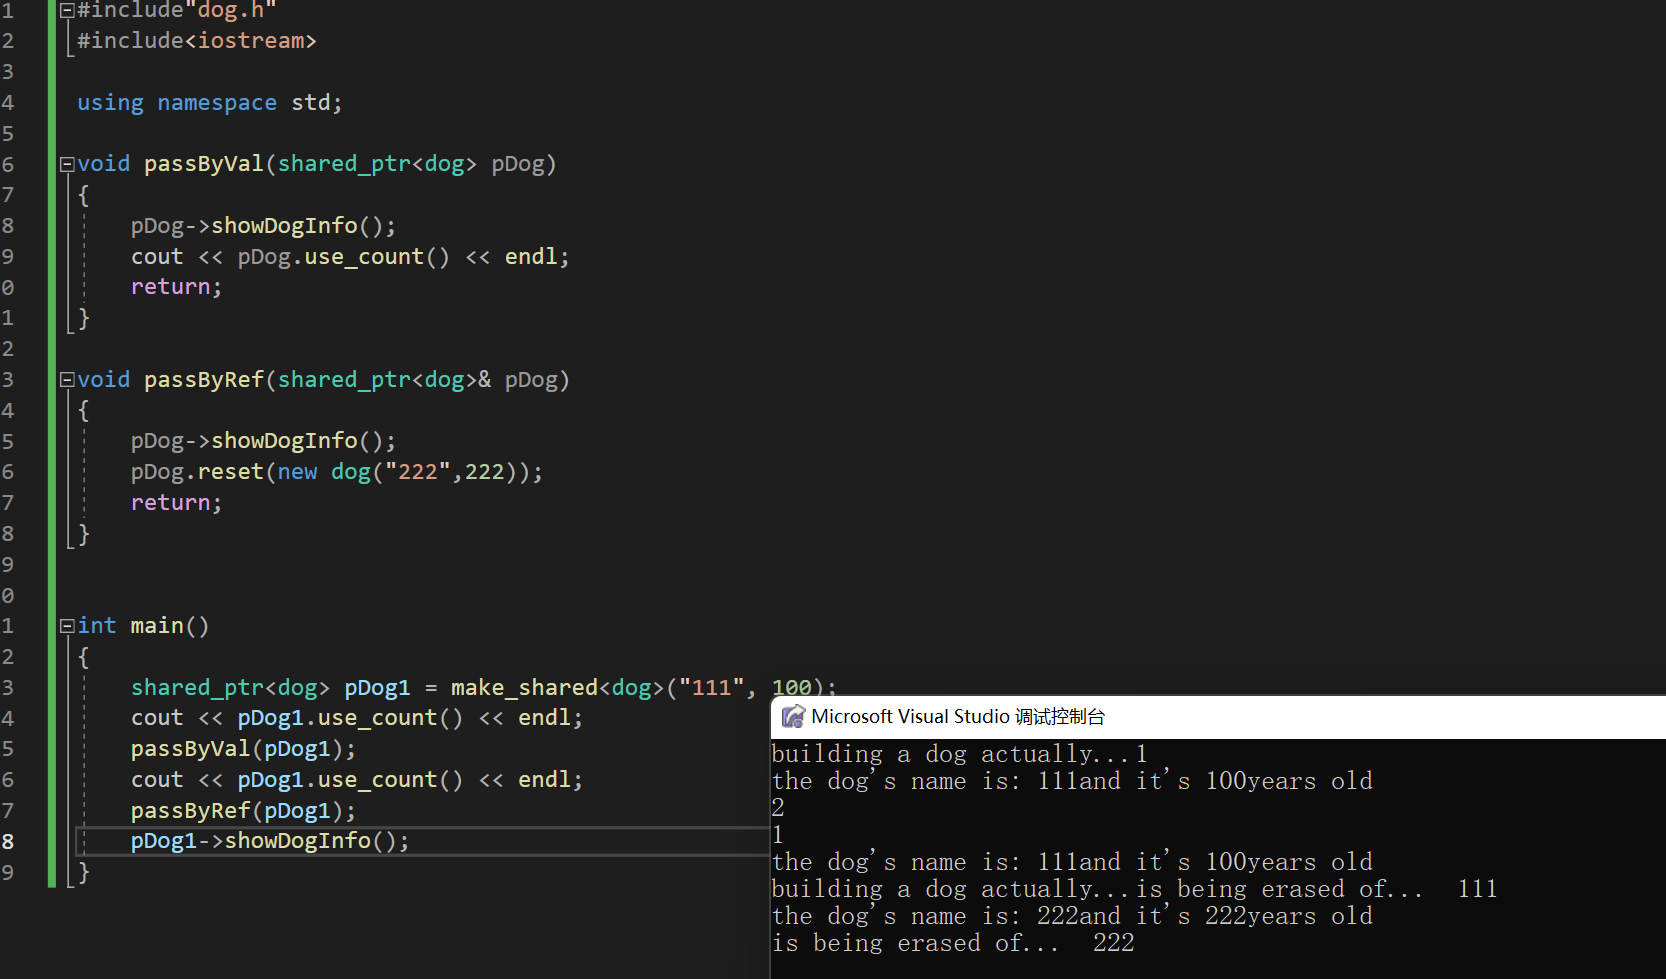 1 #include"dog.h"
2 #include<iostream>
3
4 using namespace std;
5
6 void passByVal(shared_ptr<dog> pDog)
7 {
8 pDog->showDogInfo();
9 cout << pDog.use_count() << endl;
0 return;
1 }
2
3 void passByRef(shared_ptr<dog>& pDog)
4 {
5 pDog->showDogInfo();
6 pDog.reset(new dog("222",222));
7 return;
8 }
9
0
1 int main()
2 {
3 shared_ptr<dog> pDog1 = make_shared<dog>("111", 100);
4 cout << pDog1.use_count() << endl;
5 passByVal(pDog1);
6 cout << pDog1.use_count() << endl;
7 passByRef(pDog1);
8 pDog1->showDogInfo();
9 }
Microsoft Visual Studio 调试控制台
building a dog actually...1
the dog's name is: 111and it's 100years old
2
1
the dog's name is: 111and it's 100years old
building a dog actually...is being erased of... 111
the dog's name is: 222and it's 222years old
is being erased of... 222